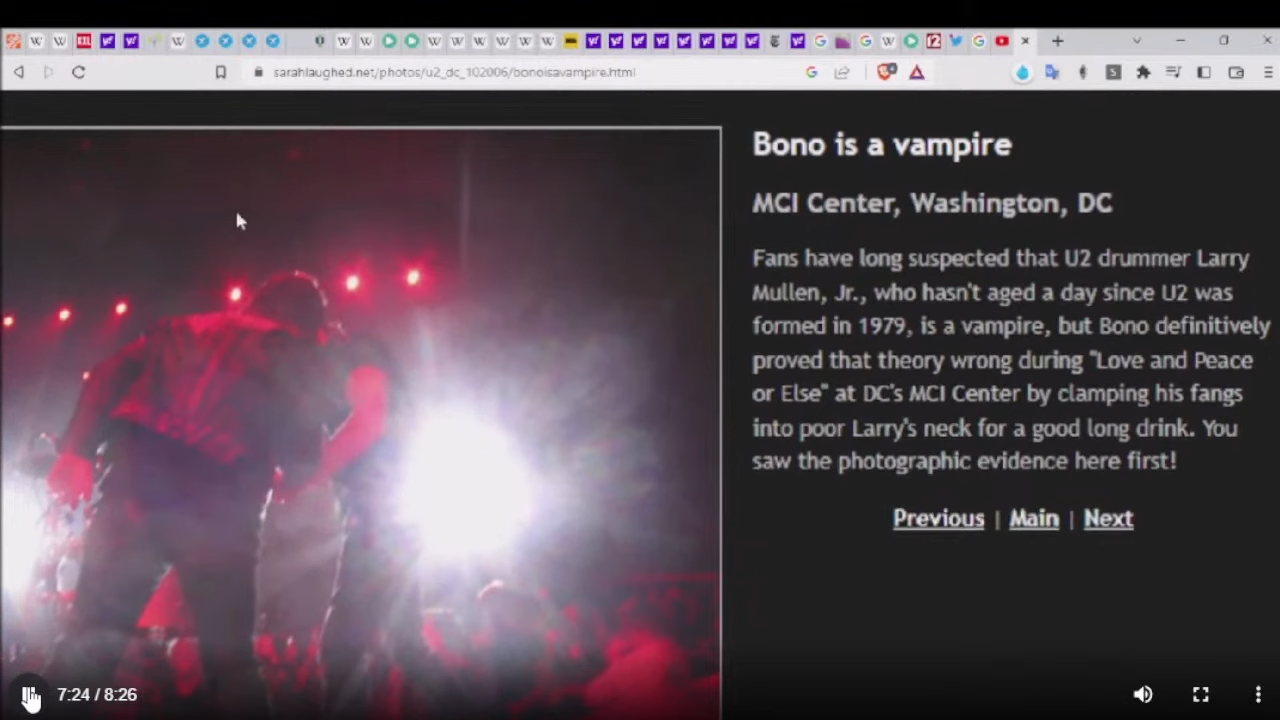 sarahlaughed.net/photos/u2_dc_102006/bonoisavampire.html
Bono is a vampire
MCI Center, Washington, DC
Fans have long suspected that U2 drummer Larry
Mullen, Jr., who hasn't aged a day since U2 was
formed in 1979, is a vampire, but Bono definitively
proved that theory wrong during "Love and Peace
or Else" at DC's MCI Center by clamping his fangs
into poor Larry's neck for a good long drink. You
saw the photographic evidence here first!
Previous | Main | Next
7:24 / 8:26